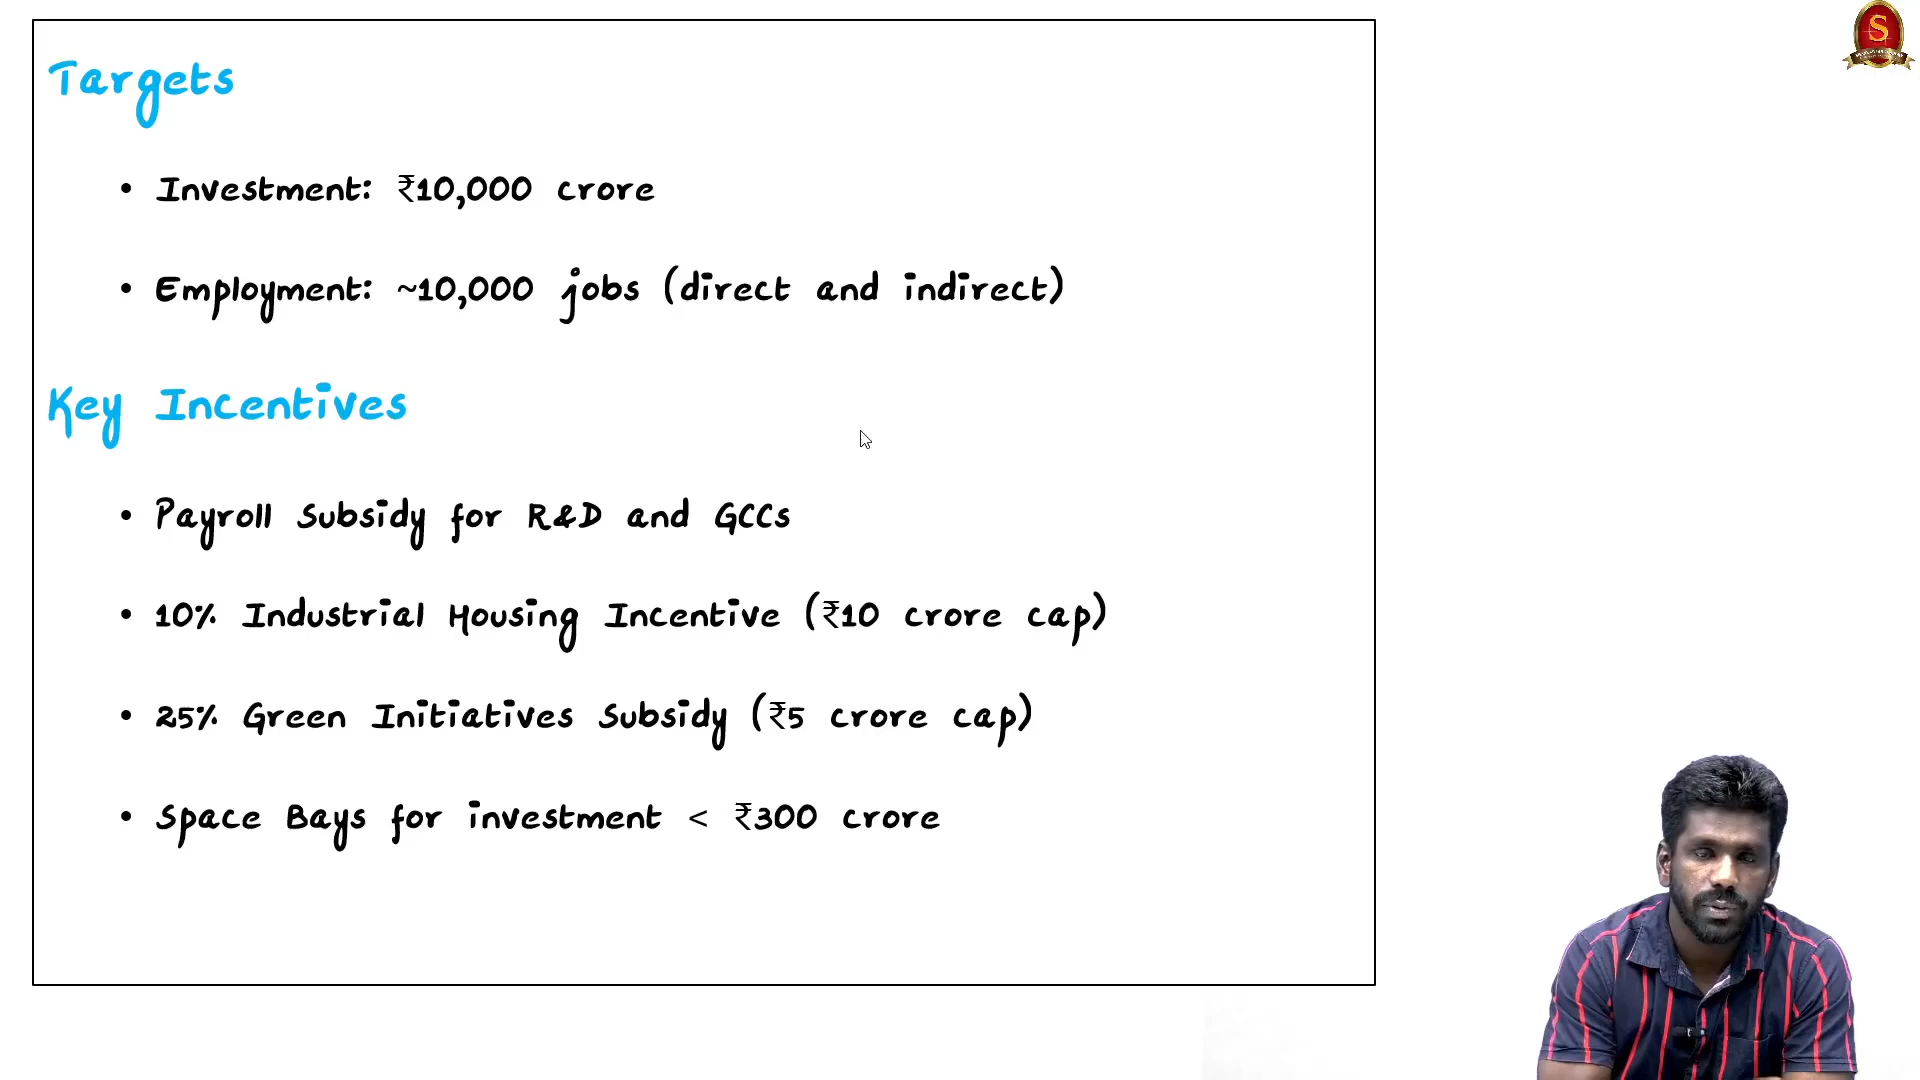 Targets
• Investment: ₹10,000 crore
• Employment: ~10,000 jobs (direct and indirect)
Key Incentives
• Payroll Subsidy for R&D and GCCs
• 10% Industrial Housing Incentive (₹10 crore cap)
• 25% Green Initiatives Subsidy (₹5 crore cap)
• Space Bays for investment < ₹300 crore
S